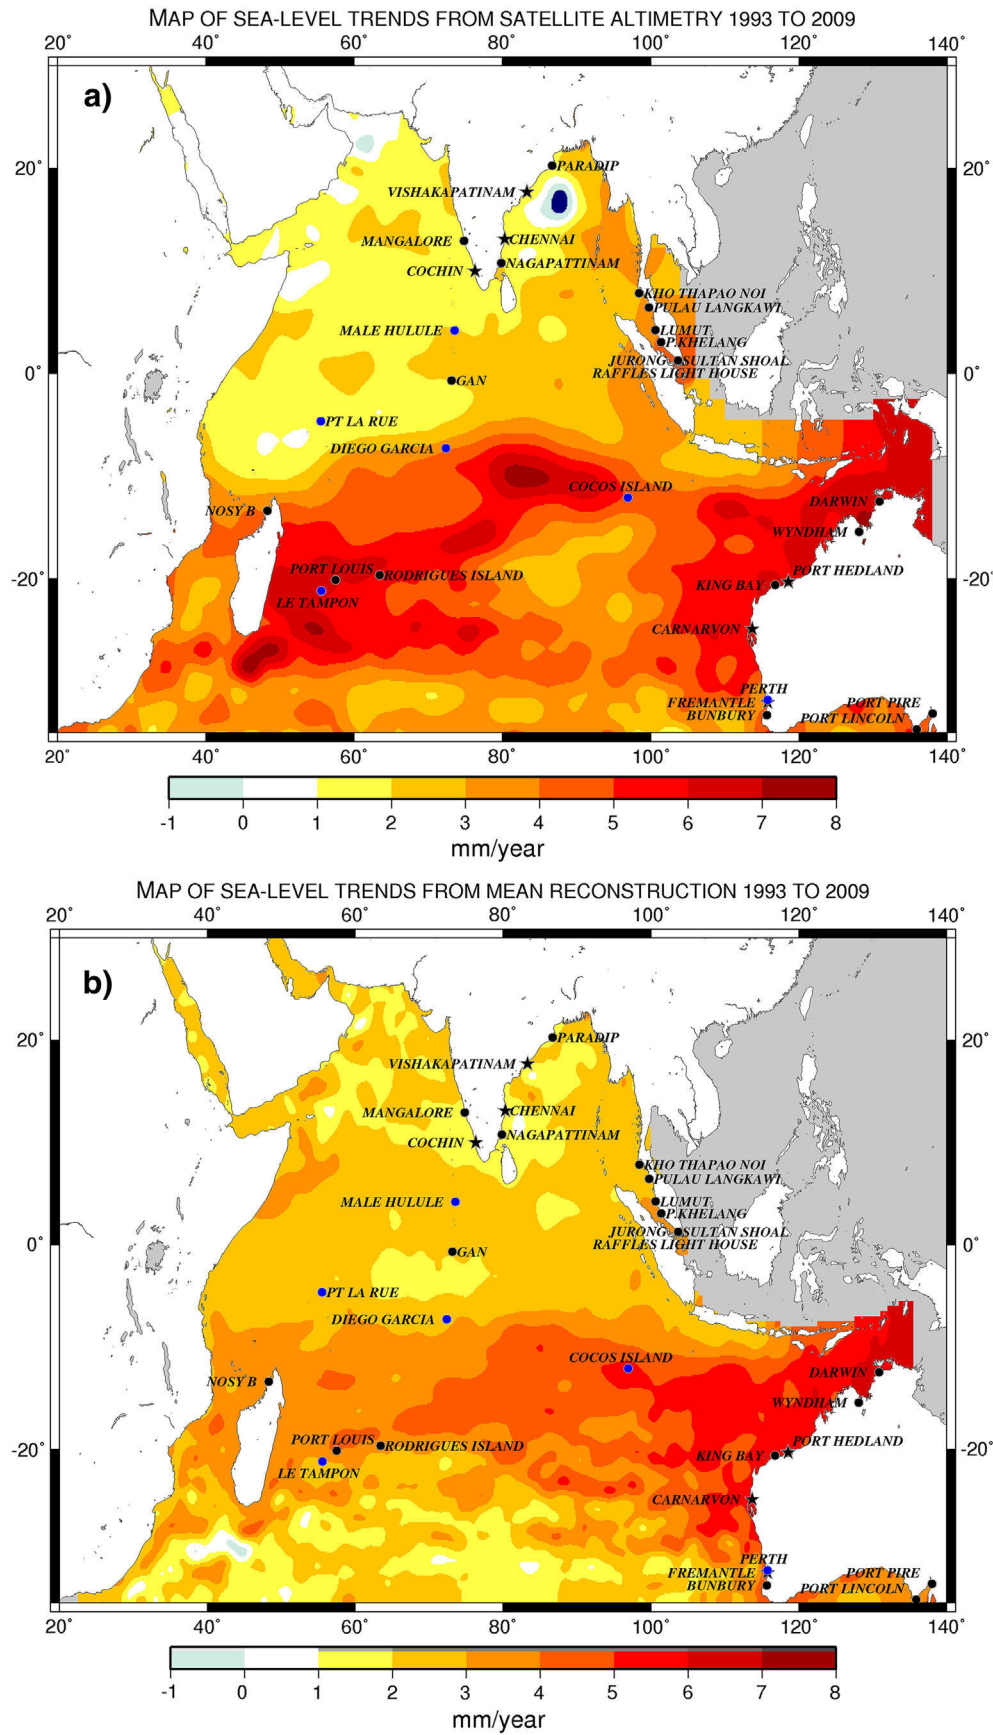 MAP OF SEA-LEVEL TRENDS FROM SATELLITE ALTIMETRY 1993 TO 2009
20˚ 40˚ 60˚ 80˚ 100˚ 120˚ 140˚
a)
20˚ 20˚
PARADIP
VISHAKAPATINAM
MANGALORE CHENNAI
COCHIN NAGAPATTINAM
KHO THAPAO NOI
PULAU LANGKAWI
MALE HULULE LUMUT
P.KHELANG
JURONG SULTAN SHOAL
0˚ RAFFLES LIGHT HOUSE 0˚
GAN
PT LA RUE
DIEGO GARCIA
COCOS ISLAND
NOSY B DARWIN
WYNDHAM
PORT LOUIS RODRIGUES ISLAND PORT HEDLAND
-20˚ KING BAY -20˚
LE TAMPON
CARNARVON
PERTH
FREMANTLE PORT PIRE
BUNBURY PORT LINCOLN
20˚ 40˚ 60˚ 80˚ 100˚ 120˚ 140˚
-1 0 1 2 3 4 5 6 7 8
mm/year
MAP OF SEA-LEVEL TRENDS FROM MEAN RECONSTRUCTION 1993 TO 2009
20˚ 40˚ 60˚ 80˚ 100˚ 120˚ 140˚
b)
20˚ 20˚
PARADIP
VISHAKAPATINAM
MANGALORE CHENNAI
COCHIN NAGAPATTINAM
KHO THAPAO NOI
PULAU LANGKAWI
MALE HULULE LUMUT
P.KHELANG
JURONG SULTAN SHOAL
0˚ RAFFLES LIGHT HOUSE 0˚
GAN
PT LA RUE
DIEGO GARCIA
COCOS ISLAND
NOSY B DARWIN
WYNDHAM
PORT LOUIS RODRIGUES ISLAND PORT HEDLAND
-20˚ KING BAY -20˚
LE TAMPON
CARNARVON
PERTH
FREMANTLE PORT PIRE
BUNBURY PORT LINCOLN
20˚ 40˚ 60˚ 80˚ 100˚ 120˚ 140˚
-1 0 1 2 3 4 5 6 7 8
mm/year